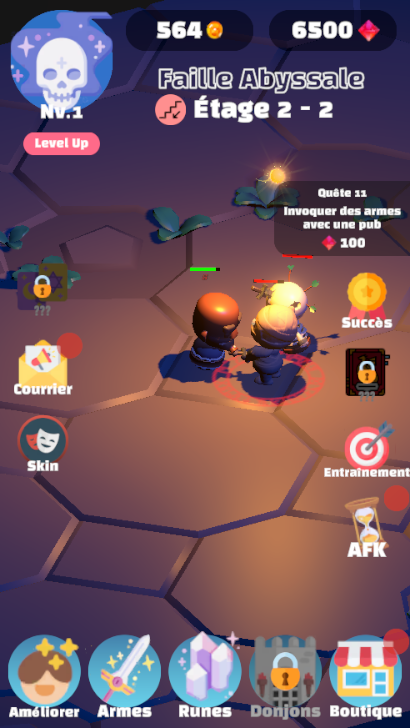 564
6500
Faille Abyssale
Nv.1
Étage 2 - 2
Level Up
Quête 11
Invoquer des armes
avec une pub
100
???
Succès
Courrier
???
Skin
Entraînement
AFK
Améliorer
Armes
Runes
Donjons
Boutique